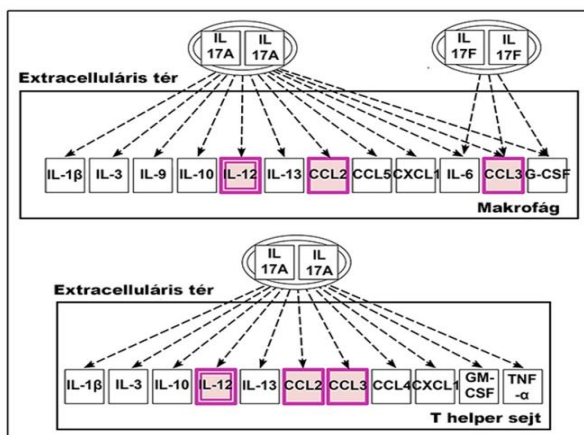 IL 17A IL 17A IL 17F IL 17F
Extracelluláris tér
IL-1β IL-3 IL-9 IL-10 IL-12 IL-13 CCL2 CCL5 CXCL1 IL-6 CCL3 G-CSF
Makrofág
IL 17A IL 17A
Extracelluláris tér
IL-1β IL-3 IL-10 IL-12 IL-13 CCL2 CCL3 CCL4 CXCL1 GM-CSF TNF-α
T helper sejt